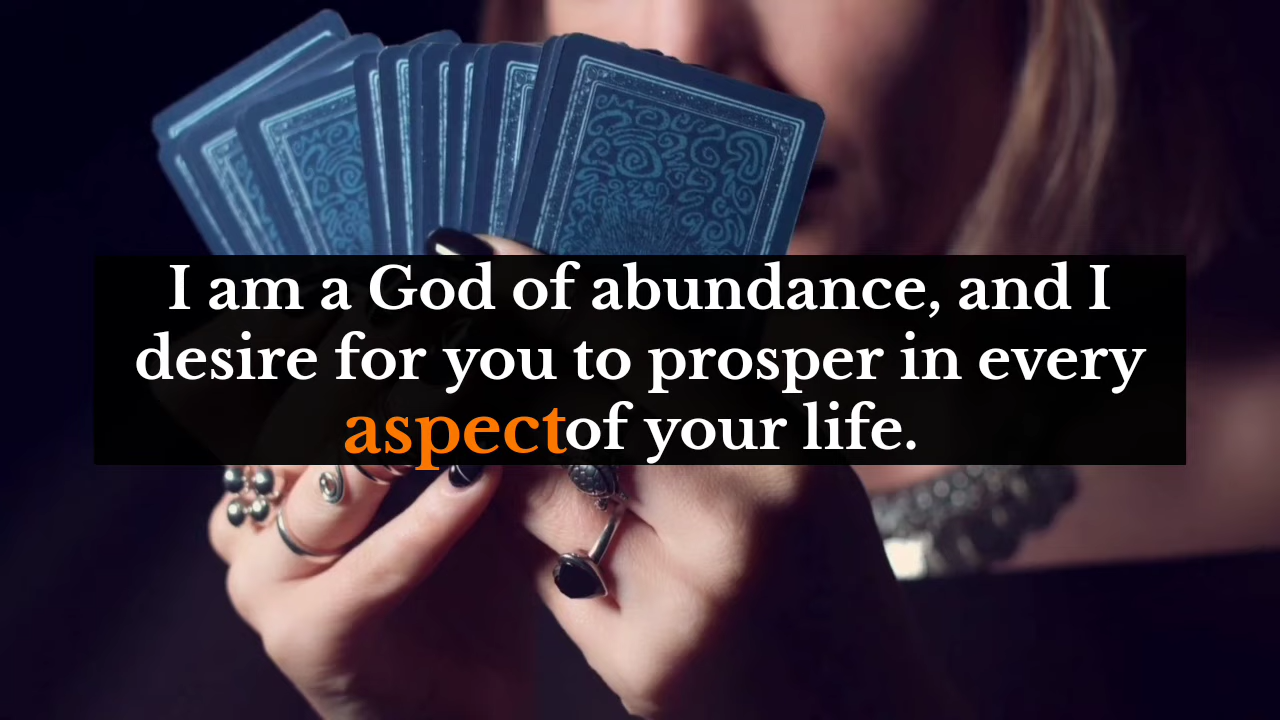 I am a God of abundance, and I
desire for you to prosper in every
aspectof your life.